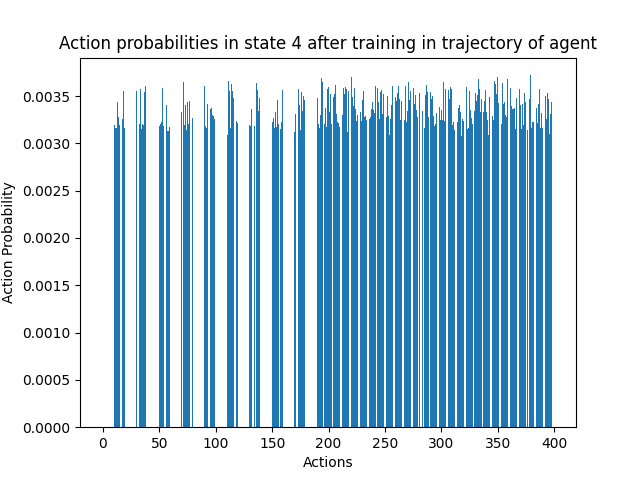 Action probabilities in state 4 after training in trajectory of agent
Action Probability
0.0035
0.0030
0.0025
0.0020
0.0015
0.0010
0.0005
0.0000
0 50 100 150 200 250 300 350 400
Actions